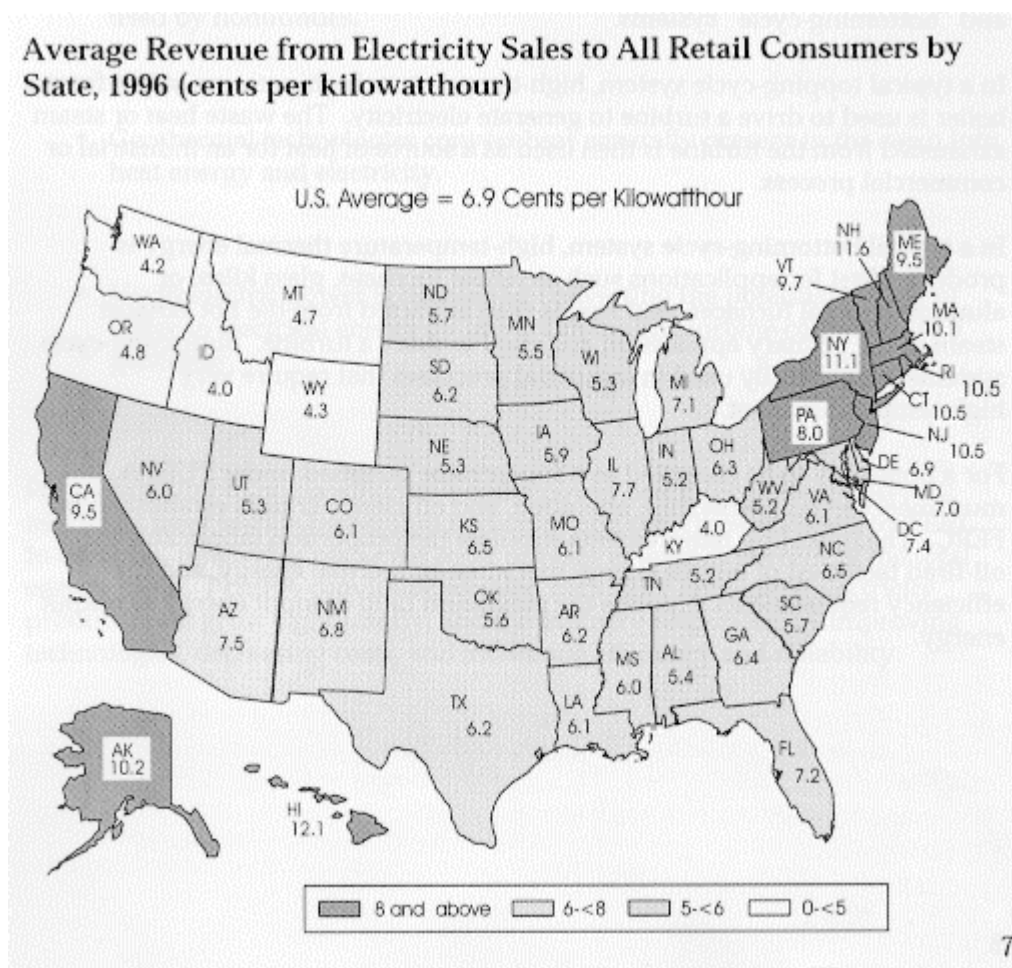 Average Revenue from Electricity Sales to All Retail Consumers by
State, 1996 (cents per kilowatthour)
U.S. Average = 6.9 Cents per Kilowatthour
WA
4.2
OR
4.8
ID
4.0
MT
4.7
WY
4.3
ND
5.7
SD
6.2
NE
5.3
KS
6.5
MN
5.5
IA
5.9
WI
5.3
MI
7.1
IL
7.7
IN
5.2
OH
6.3
NH
11.6
VT
9.7
ME
9.5
MA
10.1
NY
11.1
RI
10.5
CT
10.5
PA
8.0
NJ
10.5
DE 6.9
MD
7.0
DC
7.4
CA
9.5
NV
6.0
UT
5.3
CO
6.1
AZ
7.5
NM
6.8
OK
5.6
TX
6.2
MO
6.1
AR
6.2
LA
6.1
MS
6.0
AL
5.4
TN
5.2
4.0
KY
WV
5.2
VA
6.1
NC
6.5
SC
5.7
GA
6.4
FL
7.2
AK
10.2
HI
12.1
8 and above
6-<8
5-<6
0-<5
7